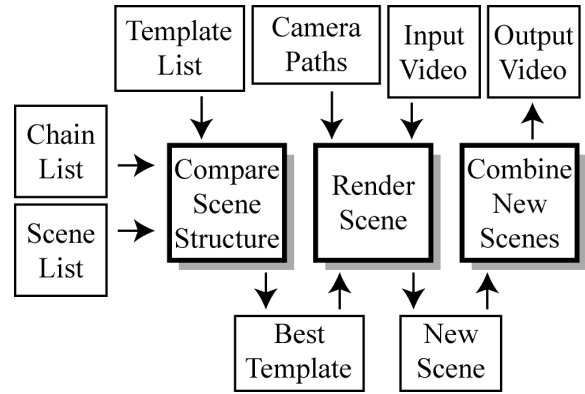 Template
List
Camera
Paths
Input
Video
Output
Video
Chain
List
Scene
List
Compare
Scene
Structure
Render
Scene
Combine
New
Scenes
Best
Template
New
Scene